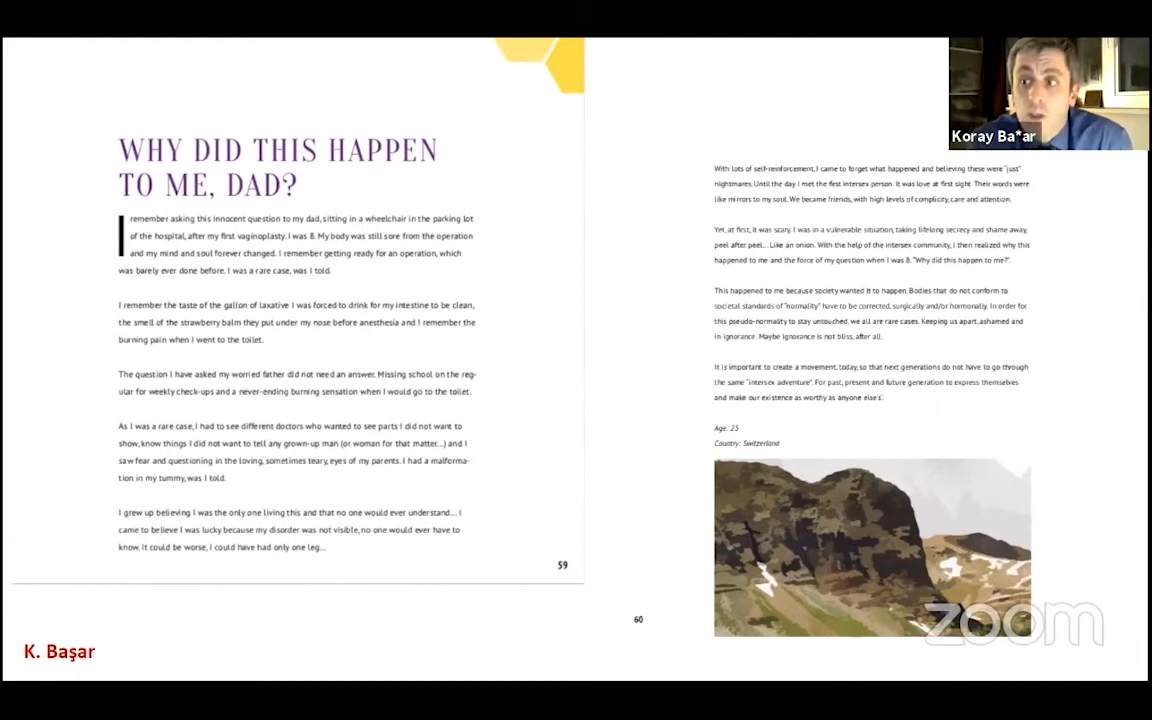 WHY DID THIS HAPPEN
TO ME, DAD?
I remember asking this innocent question to my dad, sitting in a wheelchair in the parking lot
of the hospital, after my first vaginoplasty. I was 8. My body was still sore from the operation
and my mind and soul forever changed. I remember getting ready for an operation, which
was barely ever done before. I was a rare case, was I told.
I remember the taste of the gallon of laxative I was forced to drink for my intestine to be clean,
the smell of the strawberry balm they put under my nose before anesthesia and I remember the
burning pain when I went to the toilet.
The question I have asked my worried father did not need an answer. Missing school on the reg-
ular for weekly check-ups and a never-ending burning sensation when I would go to the toilet.
As I was a rare case, I had to see different doctors who wanted to see parts I did not want to
show, know things I did not want to tell any grown-up man (or woman for that matter...) and I
saw fear and questioning in the loving, sometimes teary, eyes of my parents. I had a malforma-
tion in my tummy, was I told.
I grew up believing I was the only one living this and that no one would ever understand... I
came to believe I was lucky because my disorder was not visible, no one would ever have to
know. It could be worse, I could have had only one leg...
59
K. Başar
With lots of self-reinforcement, I came to forget what happened and believing these were "just"
nightmares. Until the day I met the first intersex person. It was love at first sight. Their words were
like mirrors to my soul. We became friends, with high levels of complicity, care and attention.
Yet, at first, it was scary. I was in a vulnerable situation, taking lifelong secrecy and shame away,
peel after peel... Like an onion. With the help of the intersex community, I then realized why this
happened to me and the force of my question when I was 8. "Why did this happen to me?".
This happened to me because society wanted it to happen. Bodies that do not conform to
societal standards of "normality" have to be corrected, surgically and/or hormonally. In order for
this pseudo-normality to stay untouched, we all are rare cases. Keeping us apart, ashamed and
in ignorance. Maybe ignorance is not bliss, after all.
It is important to create a movement, today, so that next generations do not have to go through
the same "intersex adventure". For past, present and future generation to express themselves
and make our existence as worthy as anyone else's'.
Age: 25
Country: Switzerland
60
Koray Ba*ar
zoom